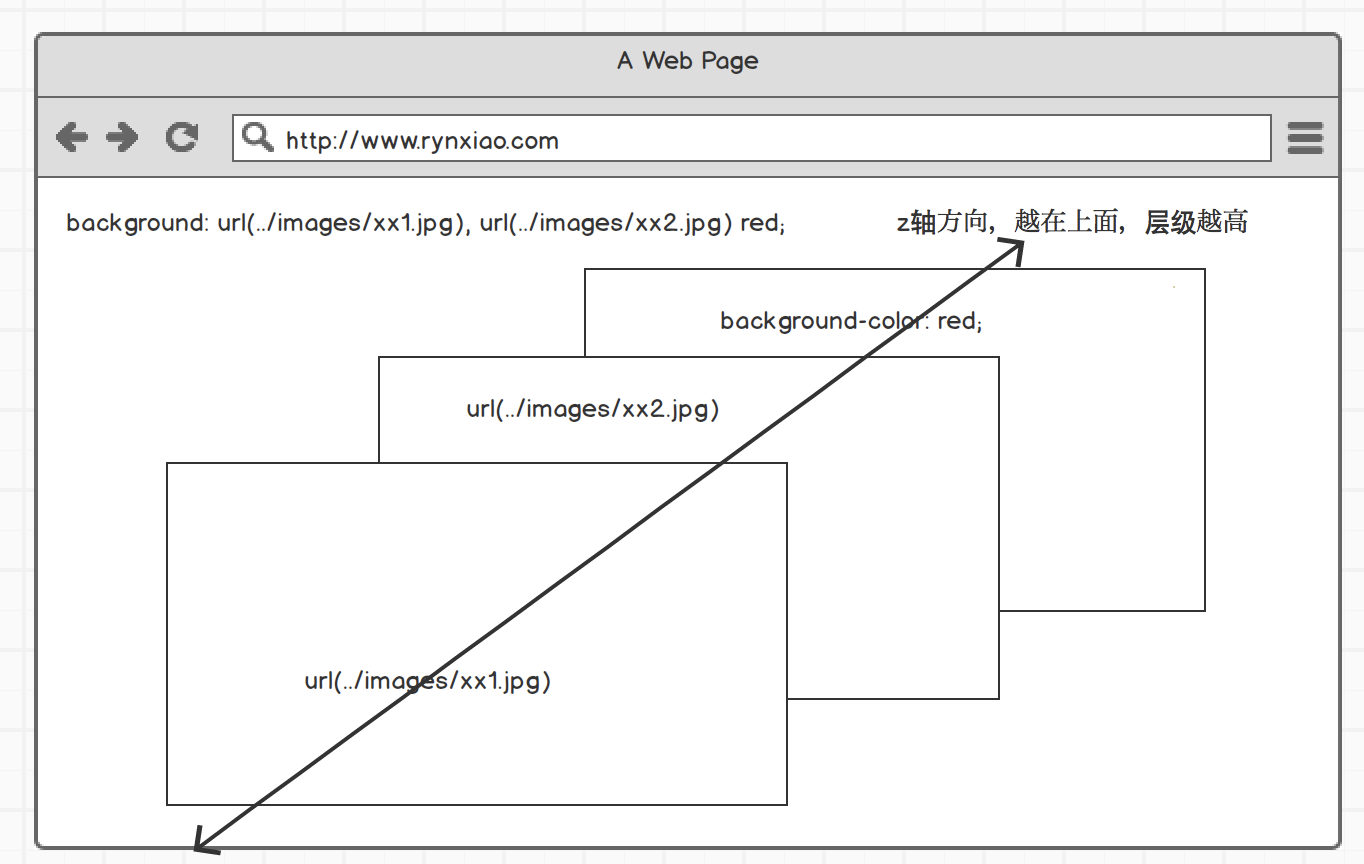 A Web Page
http://www.rynxiao.com
background: url(../images/xx1.jpg), url(../images/xx2.jpg) red;
z轴方向，越在上面，层级越高
background-color: red;
url(../images/xx2.jpg)
url(../images/xx1.jpg)